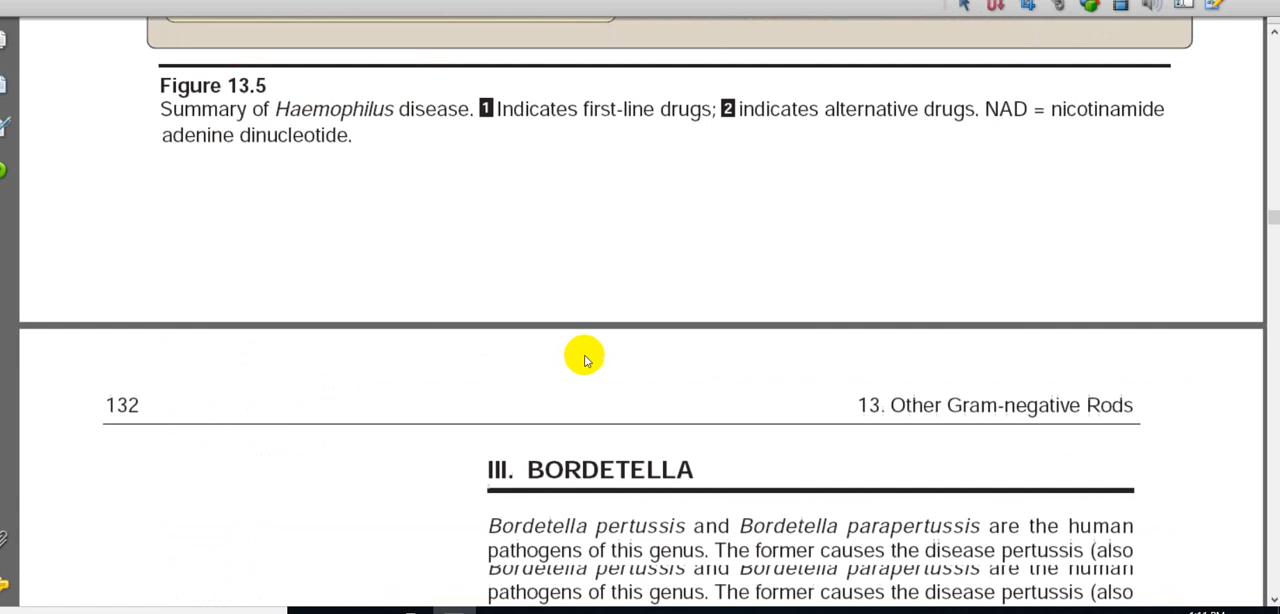 Figure 13.5
Summary of Haemophilus disease. 1 Indicates first-line drugs; 2 indicates alternative drugs. NAD = nicotinamide
adenine dinucleotide.
132
13. Other Gram-negative Rods
III. BORDETELLA
Bordetella pertussis and Bordetella parapertussis are the human
pathogens of this genus. The former causes the disease pertussis (also
Bordetella pertussis and Bordetella parapertussis are the human
pathogens of this genus. The former causes the disease pertussis (also